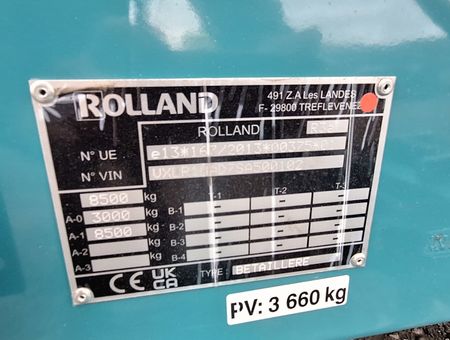 ROLLAND
491 Z.A Les LANDES
F- 29800 TREFLEVENEZ
ROLLAND
N° UE
N° VIN
8500 kg T-1 T-2 T-3
A-0 3000 kg B-1
A-1 8500 kg B-2
A-2 kg B-3
A-3 kg B-4
CE UK CA TYPE: BETAILLERE
PV: 3 660 kg